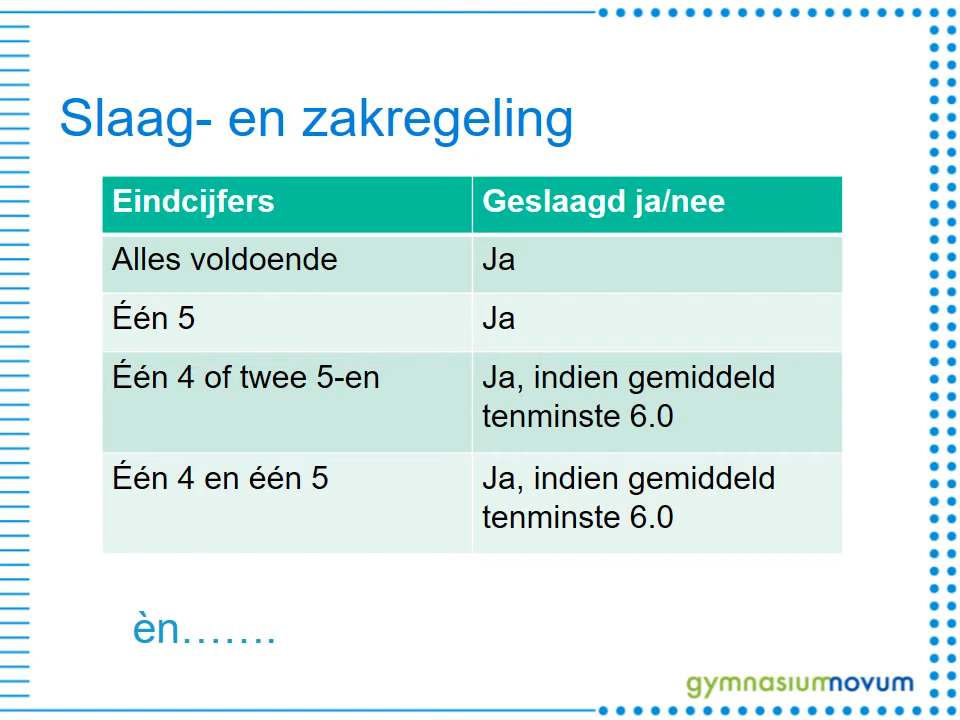 Slaag- en zakregeling
Eindcijfers Geslaagd ja/nee
Alles voldoende Ja
Één 5 Ja
Één 4 of twee 5-en Ja, indien gemiddeld
tenminste 6.0
Één 4 en één 5 Ja, indien gemiddeld
tenminste 6.0
èn…….
gymnasiumnovum